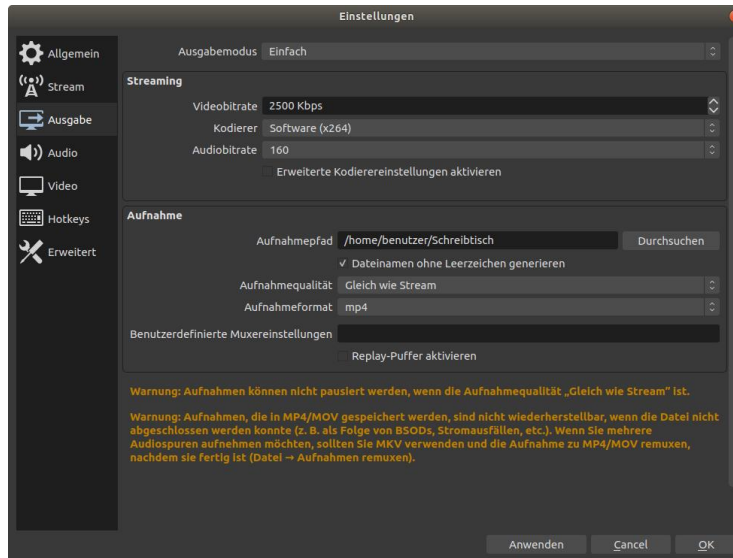 Einstellungen
Allgemein
Stream
Ausgabe
Audio
Video
Hotkeys
Erweitert
Ausgabemodus Einfach
Streaming
Videobitrate 2500 Kbps
Kodierer Software (x264)
Audiobitrate 160
Erweiterte Kodierereinstellungen aktivieren
Aufnahme
Aufnahmepfad /home/benutzer/Schreibtisch Durchsuchen
Dateinamen ohne Leerzeichen generieren
Aufnahmequalität Gleich wie Stream
Aufnahmeformat mp4
Benutzerdefinierte Muxereinstellungen
Replay-Puffer aktivieren
Warnung: Aufnahmen können nicht pausiert werden, wenn die Aufnahmequalität „Gleich wie Stream" ist.
Warnung: Aufnahmen, die in MP4/MOV gespeichert werden, sind nicht wiederherstellbar, wenn die Datei nicht
abgeschlossen werden konnte (z. B. als Folge von BSODs, Stromausfällen, etc.). Wenn Sie mehrere
Audiospuren aufnehmen möchten, sollten Sie MKV verwenden und die Aufnahme zu MP4/MOV remuxen,
nachdem sie fertig ist (Datei → Aufnahmen remuxen).
Anwenden Cancel OK